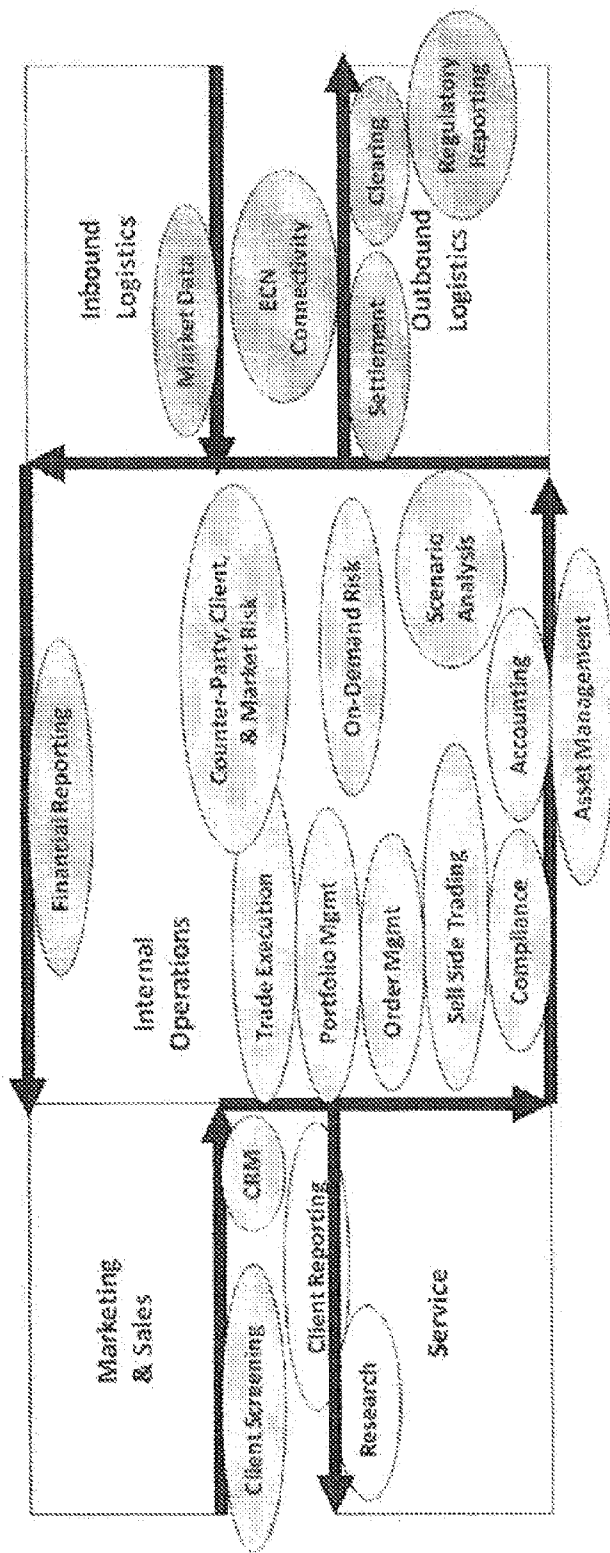 Marketing
& Sales
Client Screening
CRM
Client Reporting
Research
Service
Financial Reporting
Internal
Operations
Counter-Party, Client,
& Market Risk
Trade Execution
Portfolio Mgmt
On-Demand Risk
Order Mgmt
Sell Side Trading
Scenario
Analysis
Compliance
Accounting
Asset Management
Inbound
Logistics
Market Data
ECN
Connectivity
Settlement
Clearing
Outbound
Logistics
Regulatory
Reporting